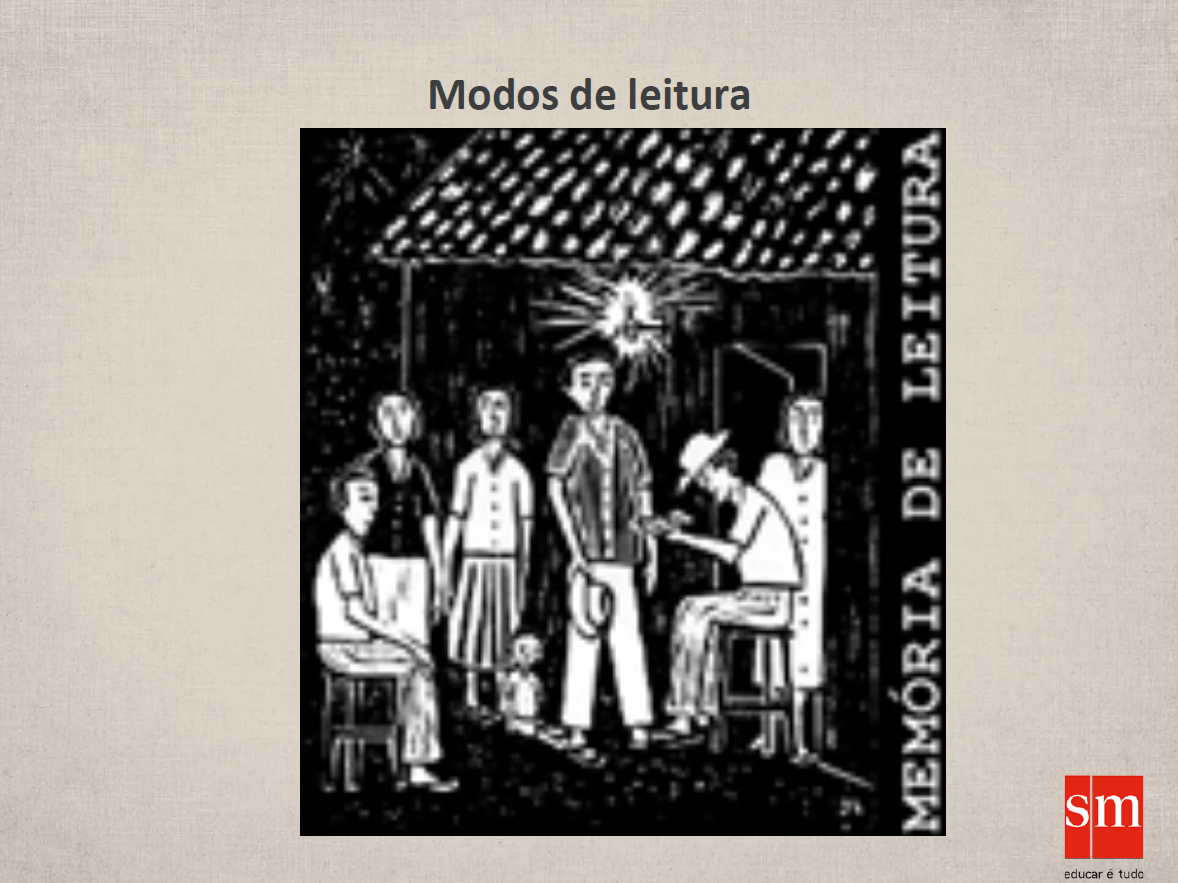 Modos de leitura
MEMÓRIA DE LEITURA
sm
educar é tudo